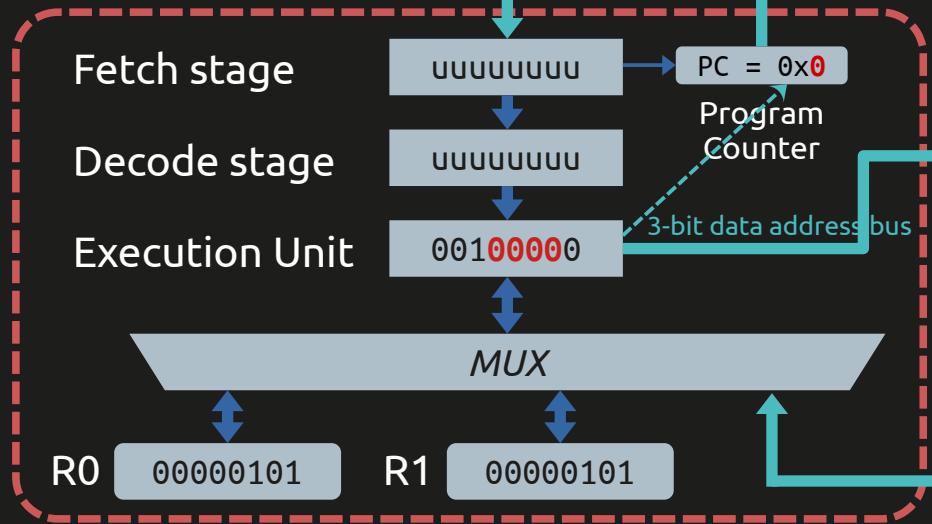 Fetch stage
uuuuuuuu
PC = 0x0
Program
Counter
Decode stage
uuuuuuuu
3-bit data address bus
Execution Unit
00100000
MUX
R0
00000101
R1
00000101